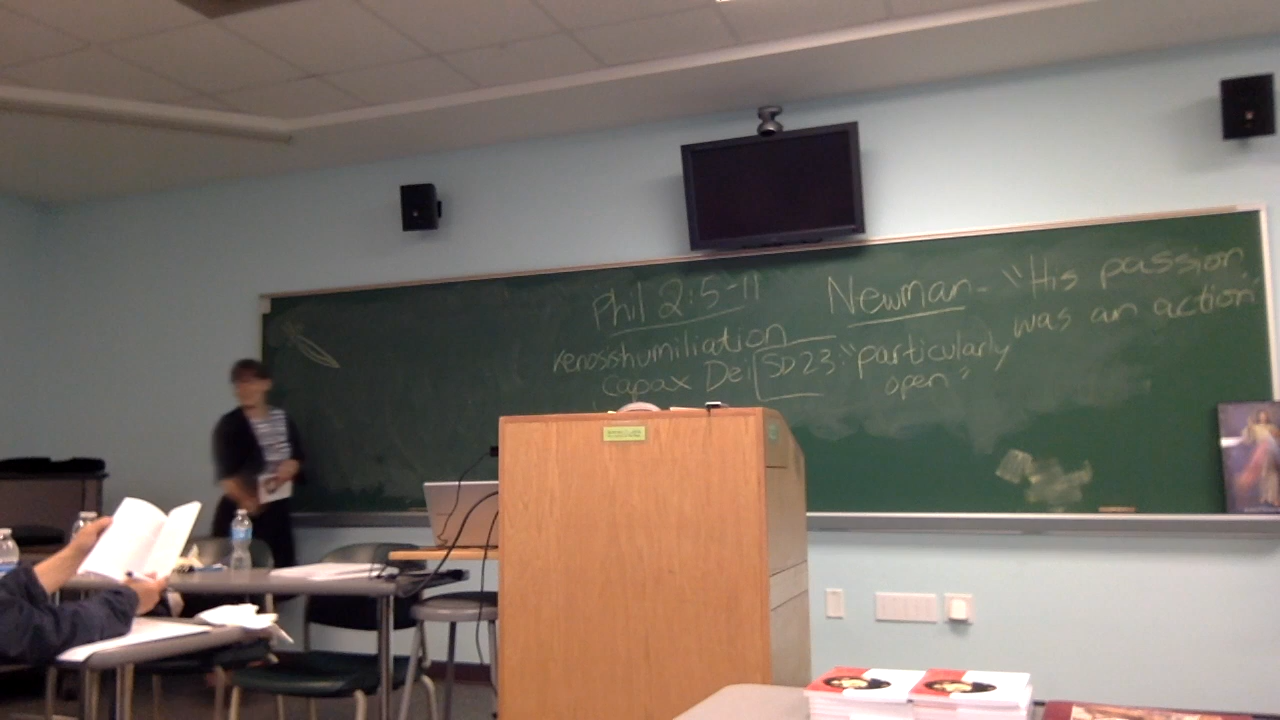 Phil 2:5-11
Newman - "His passion
was an action"
kenosis humiliation
Capax Dei
SD 23: "particularly
open"